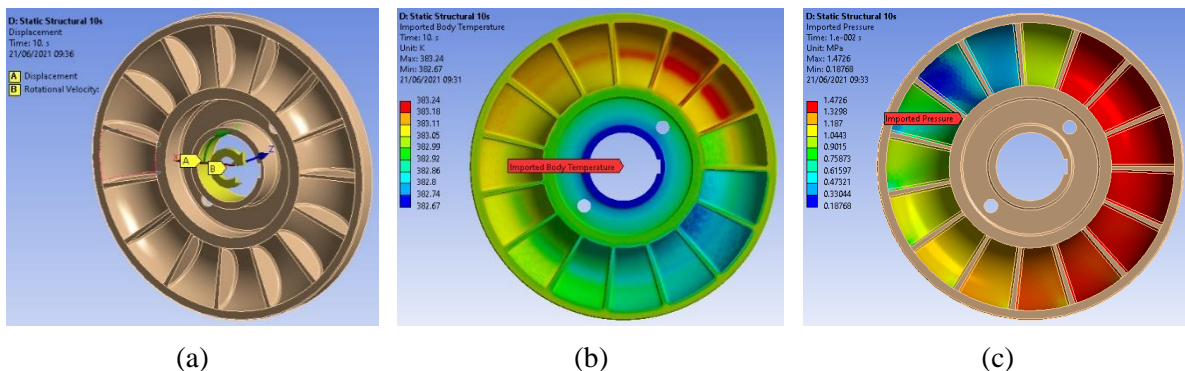 D: Static Structural 10s
Displacement
Time: 10. s
21/06/2021 09:36
A Displacement
B Rotational Velocity:
A
B
Z
(a)
D: Static Structural 10s
Imported Body Temperature
Time: 10. s
Unit: K
Max: 383.24
Min: 382.67
21/06/2021 09:31
383.24
383.18
383.11
383.05
382.99
382.92
382.86
382.8
382.74
382.67
Imported Body Temperature
(b)
D: Static Structural 10s
Imported Pressure
Time: 1.e-002 s
Unit: MPa
Max: 1.4726
Min: 0.18768
21/06/2021 09:33
1.4726
1.3298
1.187
1.0443
0.9015
0.75873
0.61597
0.47321
0.33044
0.18768
Imported Pressure
(c)